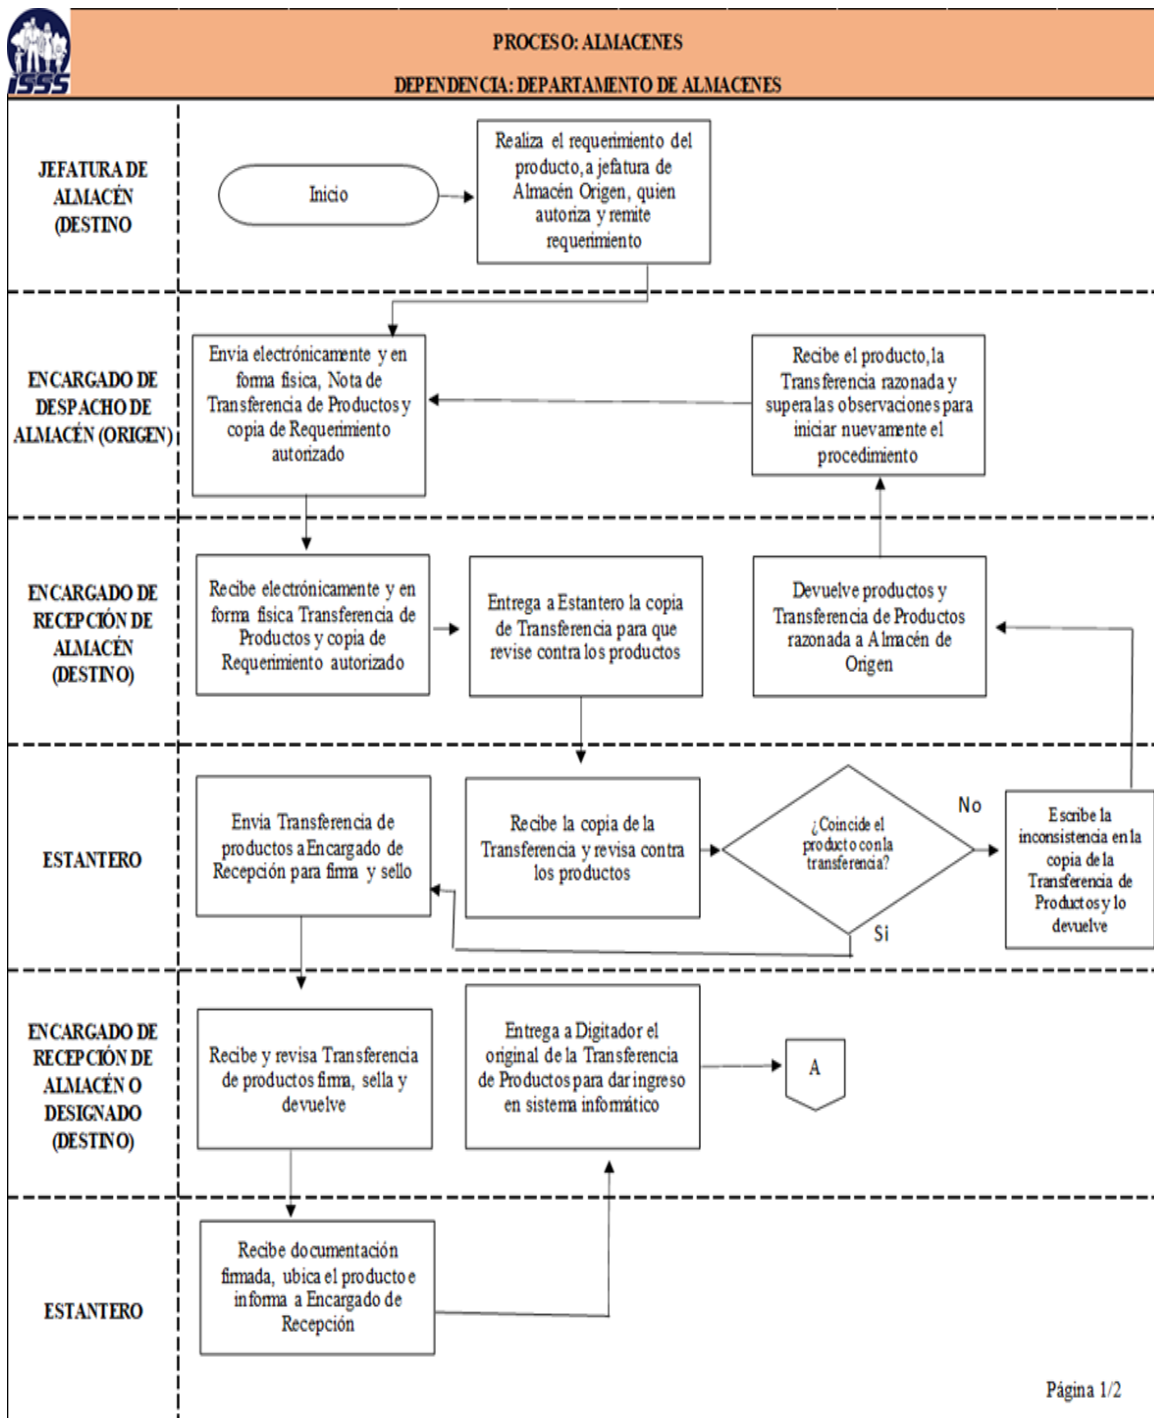 ISSS
PROCESO: ALMACENES
DEPENDENCIA: DEPARTAMENTO DE ALMACENES
JEFATURA DE
ALMACÉN
(DESTINO
Inicio
Realiza el requerimiento del
producto, a jefatura de
Almacén Origen, quien
autoriza y remite
requerimiento
ENCARGADO DE
DESPACHO DE
ALMACÉN (ORIGEN)
Envía electrónicamente y en
forma física, Nota de
Transferencia de Productos y
copia de Requerimiento
autorizado
Recibe el producto, la
Transferencia razonada y
supera las observaciones para
iniciar nuevamente el
procedimiento
ENCARGADO DE
RECEPCIÓN DE
ALMACÉN
(DESTINO)
Recibe electrónicamente y en
forma física Transferencia de
Productos y copia de
Requerimiento autorizado
Entrega a Estantero la copia
de Transferencia para que
revise contra los productos
Devuelve productos y
Transferencia de Productos
razonada a Almacén de
Origen
ESTANTERO
Envía Transferencia de
productos a Encargado de
Recepción para firma y sello
Recibe la copia de la
Transferencia y revisa contra
los productos
¿Coincide el
producto con la
transferencia?
No
Si
Escribe la
inconsistencia en la
copia de la
Transferencia de
Productos y lo
devuelve
ENCARGADO DE
RECEPCIÓN DE
ALMACÉN O
DESIGNADO
(DESTINO)
Recibe y revisa Transferencia
de productos firma, sella y
devuelve
Entrega a Digitador el
original de la Transferencia
de Productos para dar ingreso
en sistema informático
A
ESTANTERO
Recibe documentación
firmada, ubica el producto e
informa a Encargado de
Recepción
Página 1/2